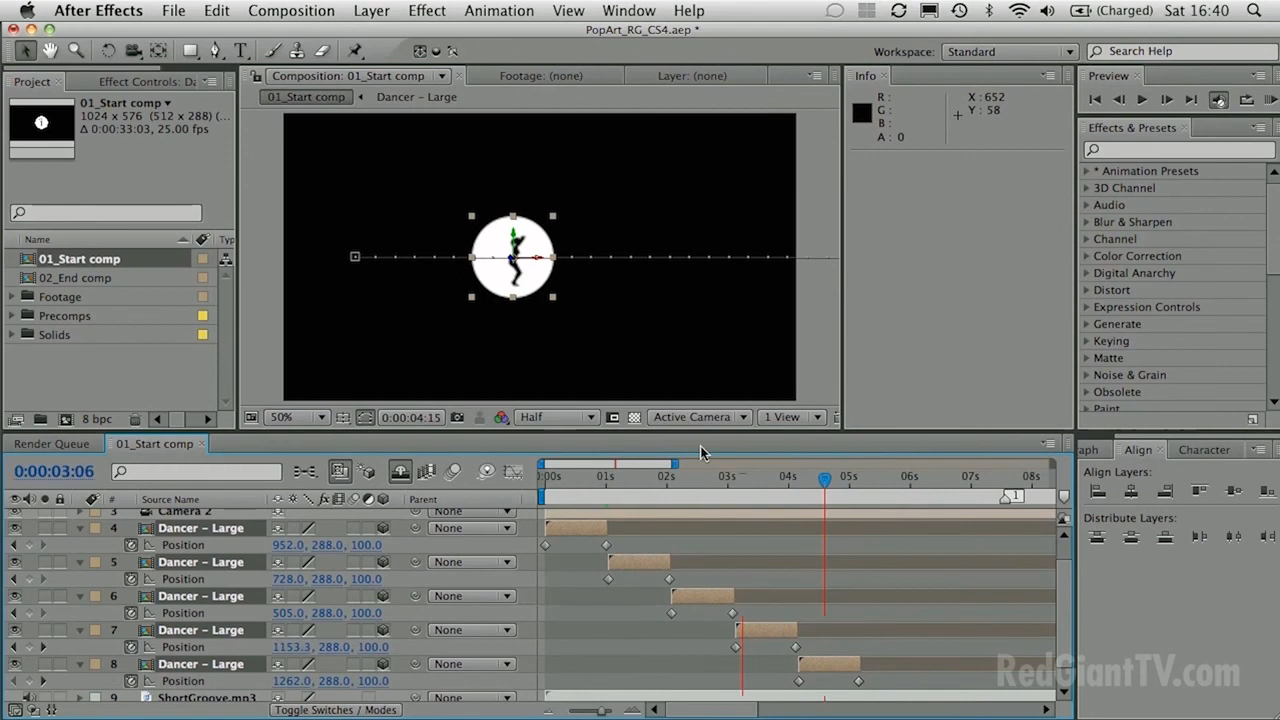 After Effects File Edit Composition Layer Effect Animation View Window Help (Charged) Sat 16:40
PopArt_RG_CS4.aep *
Workspace: Standard Search Help
Project Effect Controls: Da
Composition: 01_Start comp Footage: (none) Layer: (none)
Info
Preview
01_Start comp
1024 x 576 (512 x 288) (...
Δ 0:00:33:03, 25.00 fps
01_Start comp Dancer - Large
R :
G :
B :
A : 0
X : 652
Y : 58
Effects & Presets
* Animation Presets
3D Channel
Audio
Blur & Sharpen
Channel
Color Correction
Digital Anarchy
Distort
Expression Controls
Generate
Keying
Matte
Noise & Grain
Obsolete
Paint
Name Typ
01_Start comp
02_End comp
Footage
Precomps
Solids
8 bpc
50% 0:00:04:15 Half Active Camera 1 View
Render Queue 01_Start comp
0:00:03:06
0:00s 01s 02s 03s 04s 05s 06s 07s 08s
# Source Name Parent
1
3 Camera 2 None
4 Dancer - Large None
Position 952.0, 288.0, 100.0
5 Dancer - Large None
Position 728.0, 288.0, 100.0
6 Dancer - Large None
Position 505.0, 288.0, 100.0
7 Dancer - Large None
Position 1153.3, 288.0, 100.0
8 Dancer - Large None
Position 1262.0, 288.0, 100.0
9 ShortGroove.mp3 None
Toggle Switches / Modes
aph Align Character
Align Layers:
Distribute Layers:
RedGiantTV.com